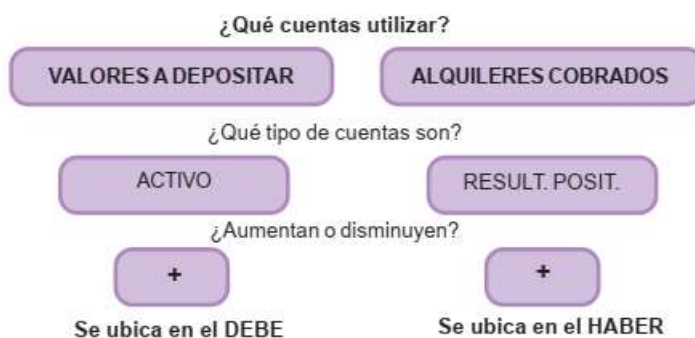 ¿Qué cuentas utilizar?
VALORES A DEPOSITAR
ALQUILERES COBRADOS
¿Qué tipo de cuentas son?
ACTIVO
RESULT. POSIT.
¿Aumentan o disminuyen?
+
+
Se ubica en el DEBE
Se ubica en el HABER